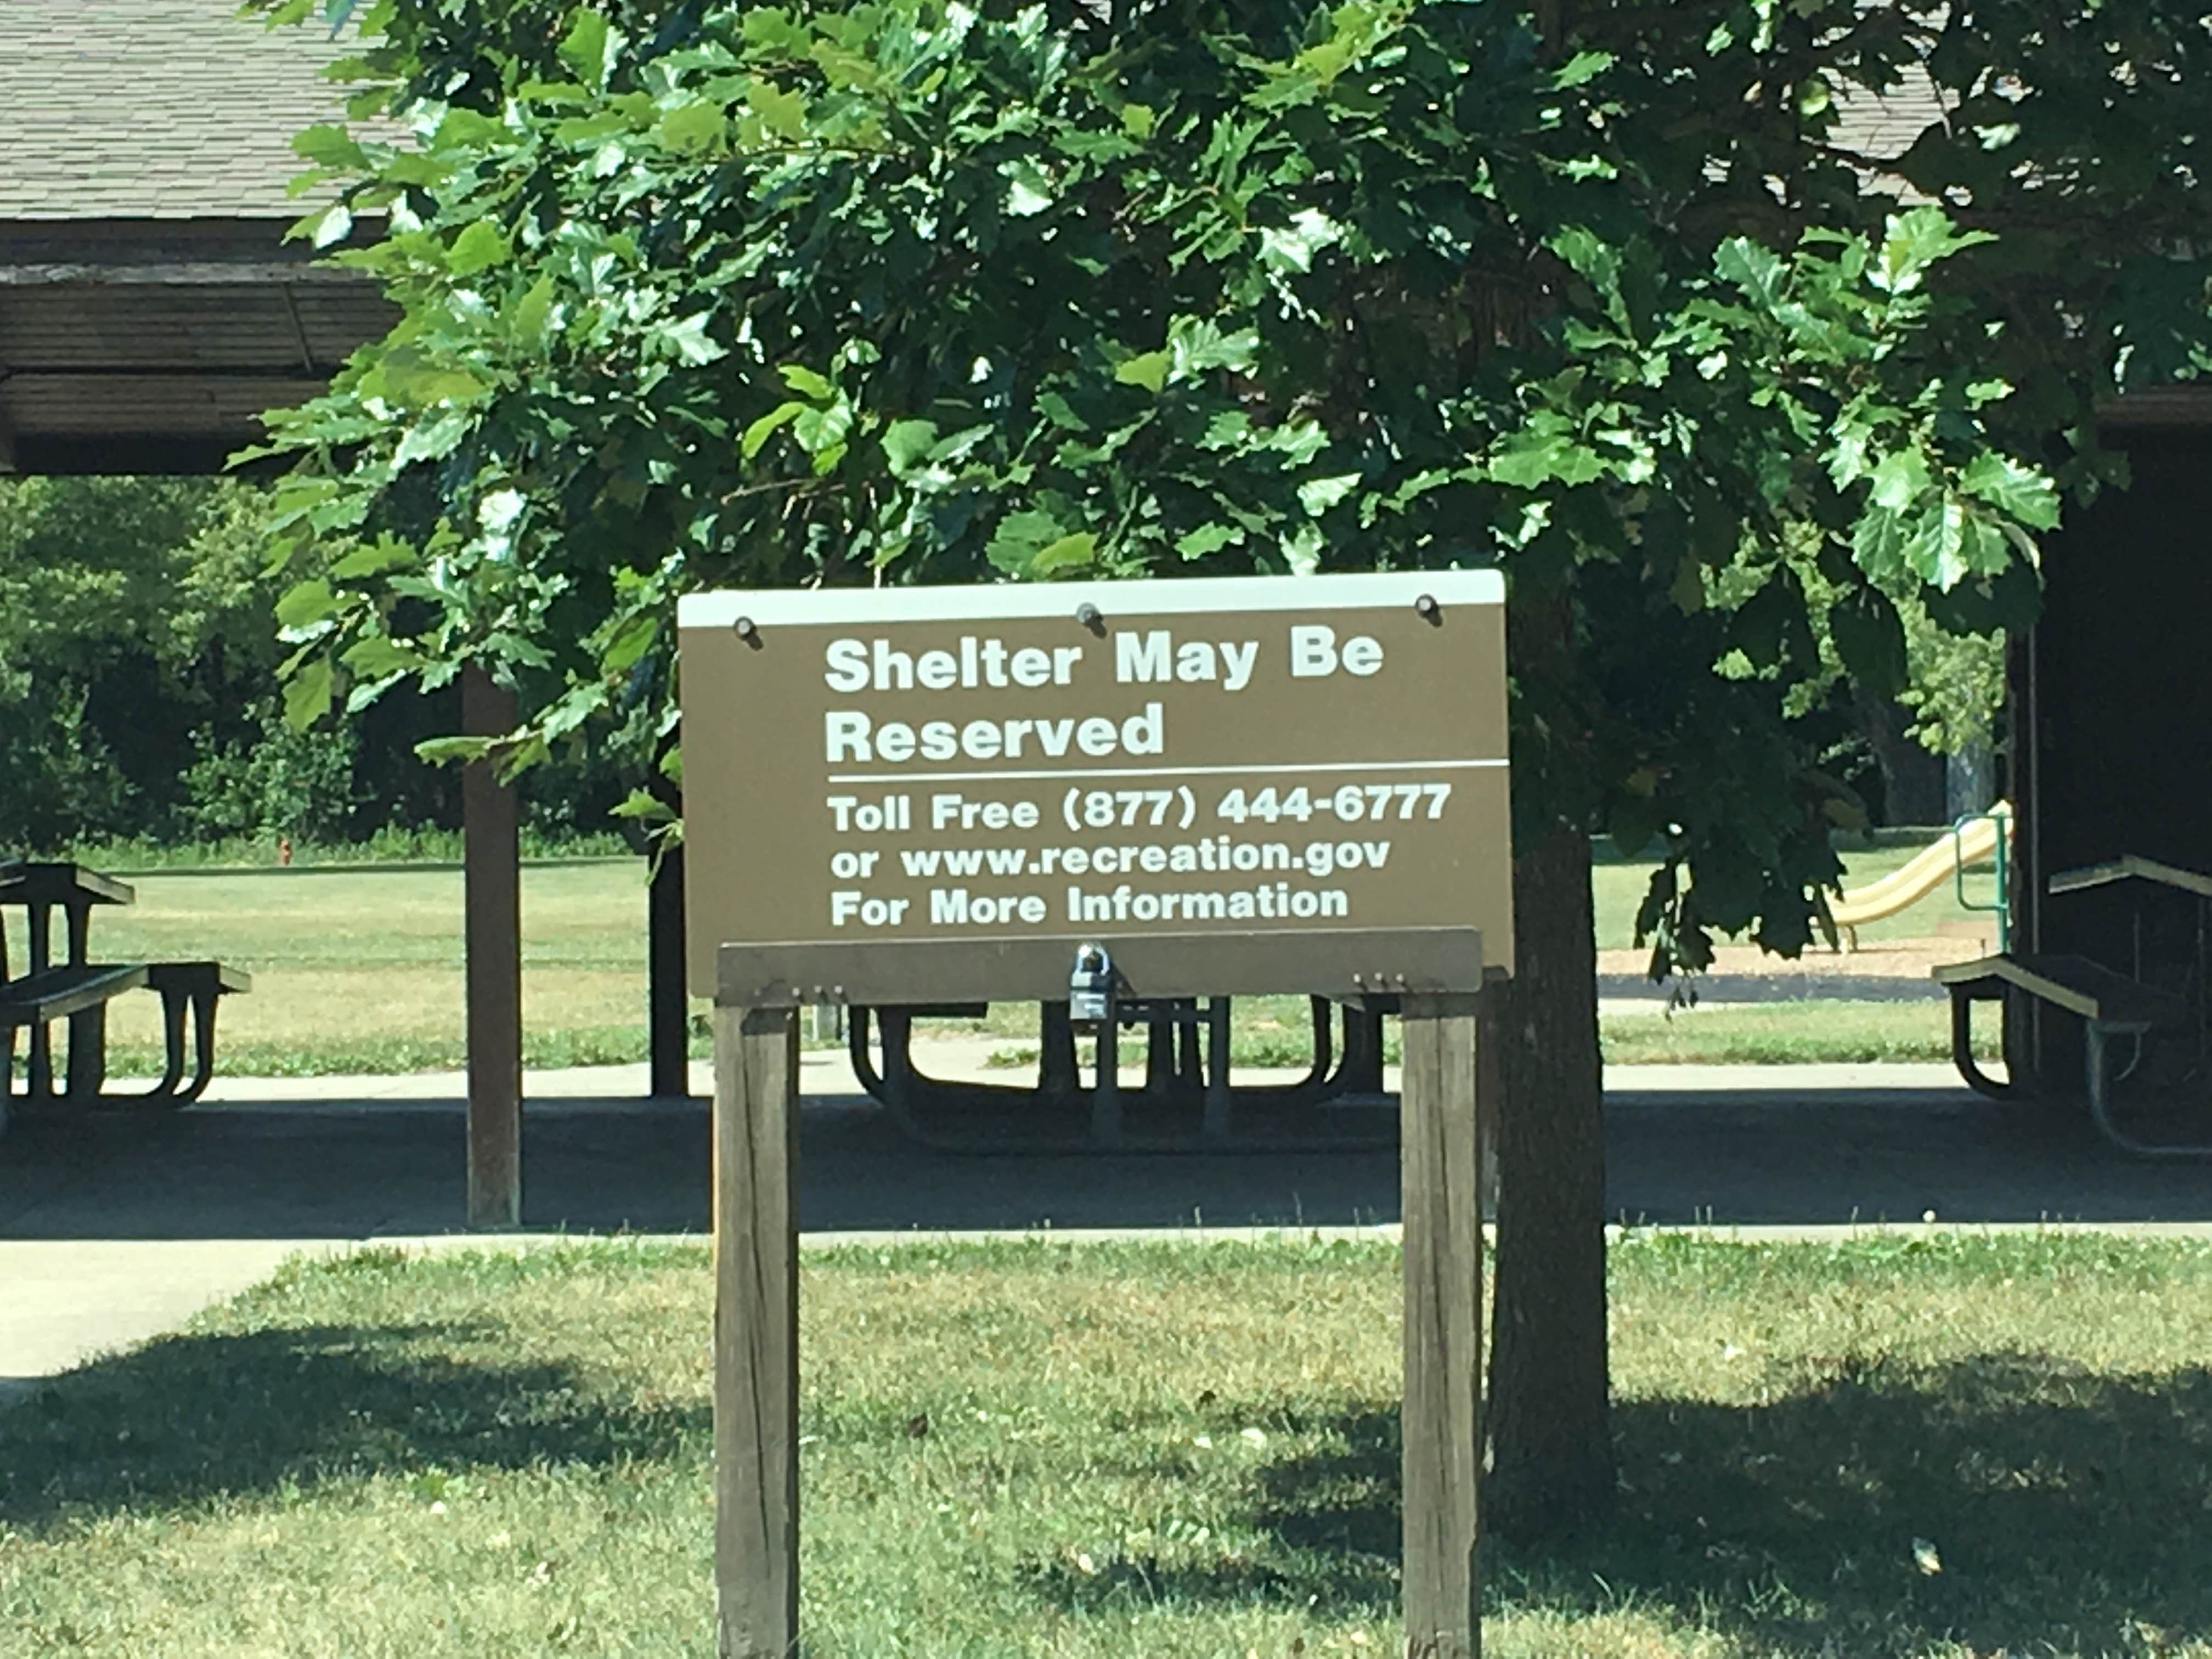 Shelter May Be
Reserved
Toll Free (877) 444-6777
or www.recreation.gov
For More Information